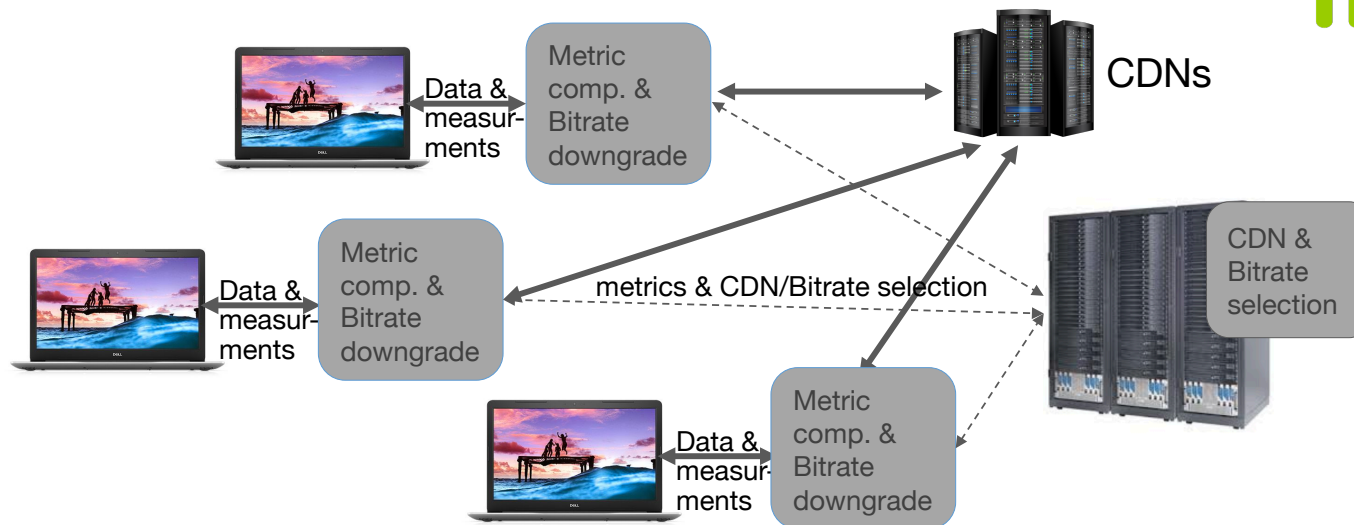 Metric
comp. &
Bitrate
downgrade
Data &
measur-
ments
CDNs
Metric
comp. &
Bitrate
downgrade
Data &
measur-
ments
metrics & CDN/Bitrate selection
CDN &
Bitrate
selection
Metric
comp. &
Bitrate
downgrade
Data &
measur-
ments